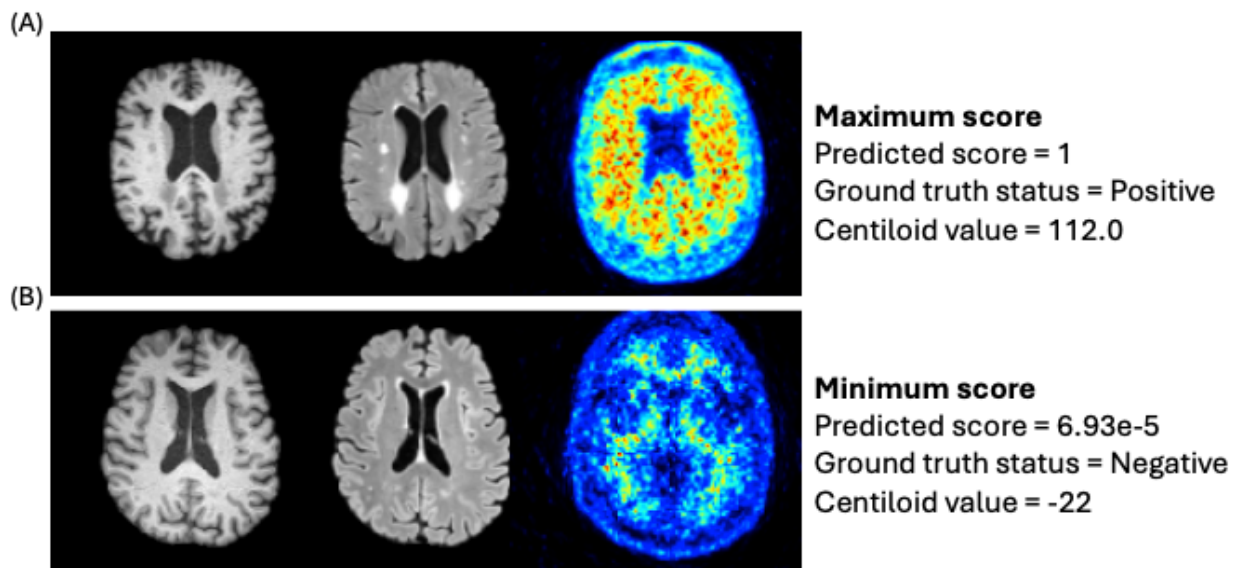 (A)
Maximum score
Predicted score = 1
Ground truth status = Positive
Centiloid value = 112.0
(B)
Minimum score
Predicted score = 6.93e-5
Ground truth status = Negative
Centiloid value = -22